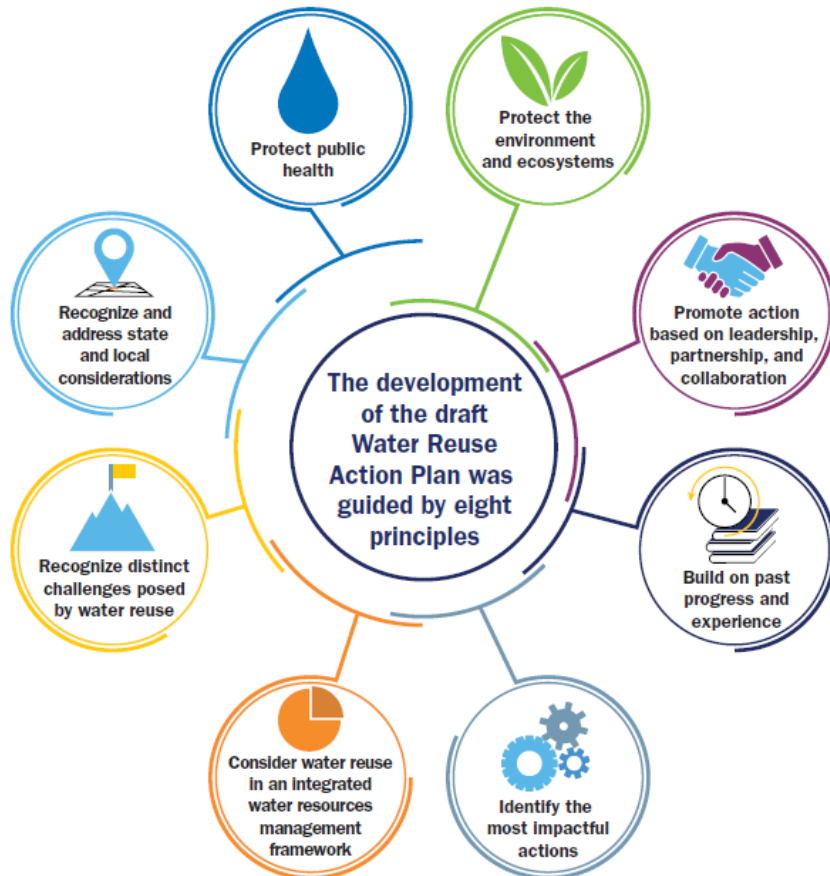 Protect public
health
Protect the
environment
and ecosystems
Recognize and
address state
and local
considerations
Promote action
based on leadership,
partnership, and
collaboration
The development
of the draft
Water Reuse
Action Plan was
guided by eight
principles
Recognize distinct
challenges posed
by water reuse
Build on past
progress and
experience
Consider water reuse
in an integrated
water resources
management
framework
Identify the
most impactful
actions